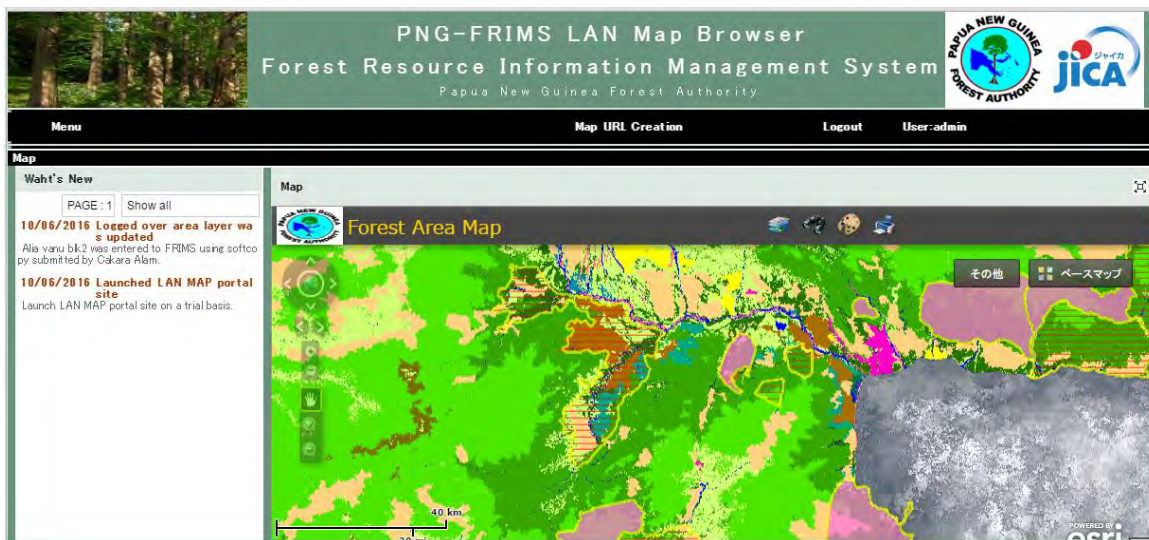 PNG-FRIMS LAN Map Browser
Forest Resource Information Management System
Papua New Guinea Forest Authority
PAPUA NEW GUINEA
FOREST AUTHORITY
ジャイカ
jICA
Menu
Map URL Creation
Logout
User:admin
Map
Waht's New
PAGE : 1
Show all
10/06/2016 Logged over area layer wa
s updated
Alia vanu blk2 was entered to FRIMS using softco
py submitted by Cakara Alam.
10/06/2016 Launched LAN MAP portal
site
Launch LAN MAP portal site on a trial basis.
Map
PAPUA NEW GUINEA
FOREST AUTHORITY
Forest Area Map
その他
ベースマップ
40 km
POWERED BY
esri